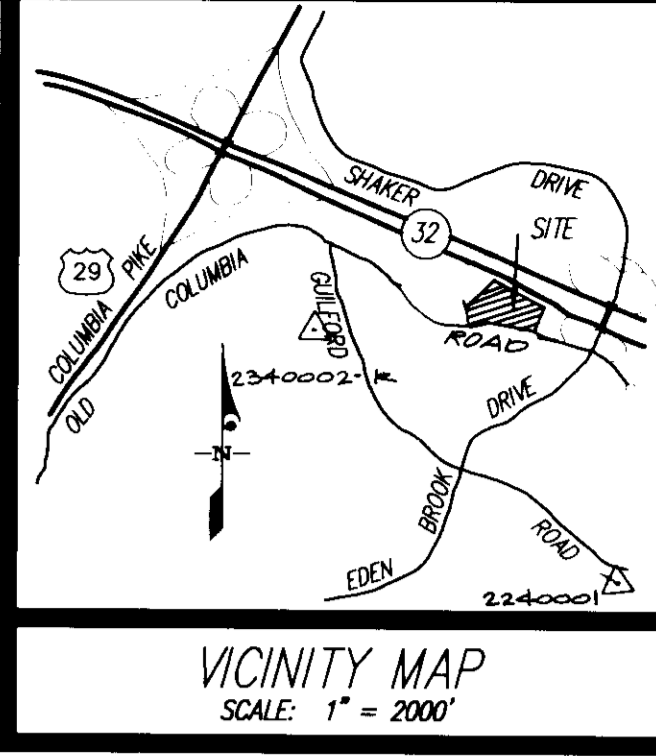 SHAKER DRIVE
32
SITE
29
COLUMBIA PIKE
OLD COLUMBIA ROAD
GUILFORD ROAD
2340002-R
-N-
EDEN BROOK DRIVE
2240001
VICINITY MAP
SCALE: 1" = 2000'